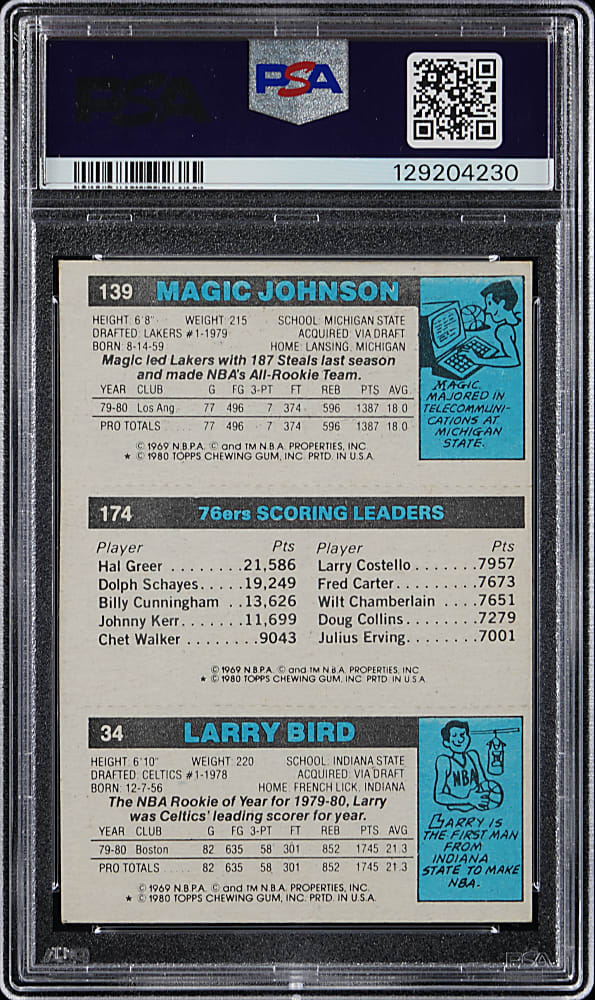 PSA
PSA
129204230
139 MAGIC JOHNSON
HEIGHT: 6'8" WEIGHT: 215 SCHOOL: MICHIGAN STATE
DRAFTED: LAKERS #1-1979 ACQUIRED: VIA DRAFT
BORN: 8-14-59 HOME: LANSING, MICHIGAN
Magic led Lakers with 187 Steals last season
and made NBA's All-Rookie Team.
YEAR CLUB G FG 3-PT FT REB PTS AVG.
79-80 Los Ang. 77 496 7 374 596 1387 18.0
PRO TOTALS 77 496 7 374 596 1387 18.0
© 1969 N.B.P.A. © and TM N.B.A. PROPERTIES, INC.
★ © 1980 TOPPS CHEWING GUM, INC. PRTD. IN U.S.A.
MAGIC
MAJORED IN
TELECOMMUNI-
CATIONS AT
MICHIGAN
STATE.
174 76ers SCORING LEADERS
Player Pts Player Pts
Hal Greer ........21,586 Larry Costello .......7957
Dolph Schayes.....19,249 Fred Carter.........7673
Billy Cunningham ..13,626 Wilt Chamberlain ....7651
Johnny Kerr.......11,699 Doug Collins........7279
Chet Walker ........9043 Julius Erving........7001
© 1969 N.B.P.A. © and TM N.B.A. PROPERTIES, INC.
★ © 1980 TOPPS CHEWING GUM, INC. PRTD. IN U.S.A.
34 LARRY BIRD
HEIGHT: 6'10" WEIGHT: 220 SCHOOL: INDIANA STATE
DRAFTED: CELTICS #1-1978 ACQUIRED: VIA DRAFT
BORN: 12-7-56 HOME: FRENCH LICK, INDIANA
The NBA Rookie of Year for 1979-80, Larry
was Celtics' leading scorer for year.
YEAR CLUB G FG 3-PT FT REB PTS AVG.
79-80 Boston 82 635 58 301 852 1745 21.3
PRO TOTALS 82 635 58 301 852 1745 21.3
© 1969 N.B.P.A. © and TM N.B.A. PROPERTIES, INC.
★ © 1980 TOPPS CHEWING GUM, INC. PRTD. IN U.S.A.
NBA
LARRY IS
THE FIRST MAN
FROM
INDIANA
STATE TO MAKE
NBA.
PSA